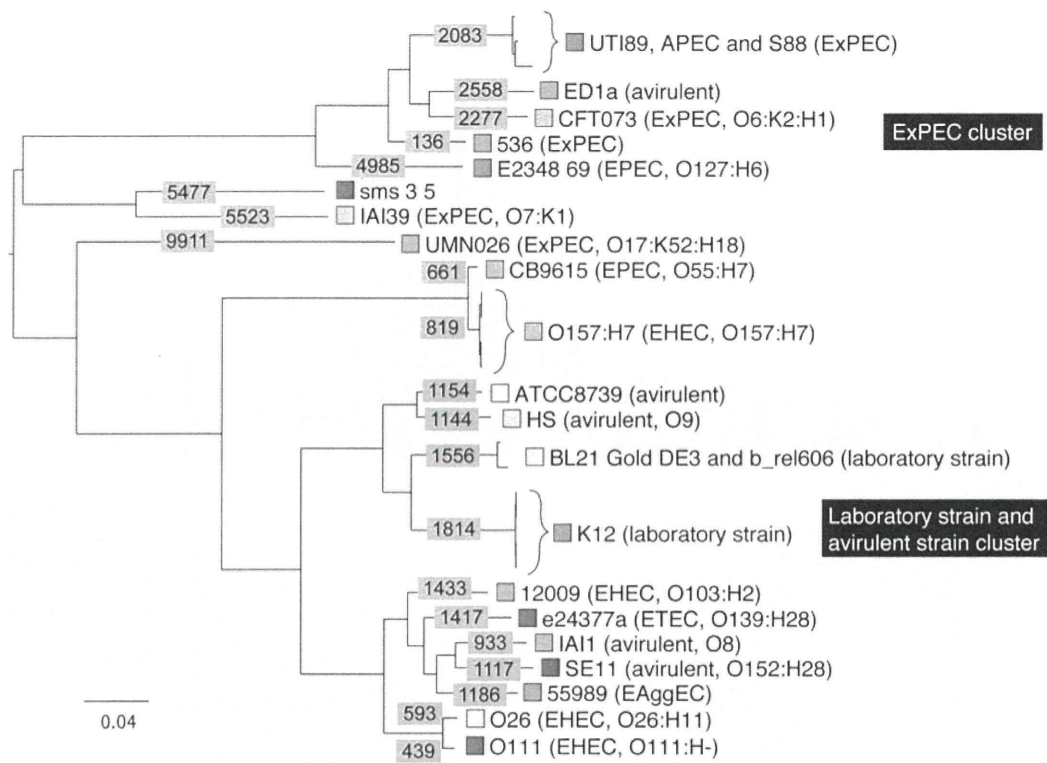 2083
UTI89, APEC and S88 (ExPEC)
2558
ED1a (avirulent)
2277
CFT073 (ExPEC, O6:K2:H1)
ExPEC cluster
136
536 (ExPEC)
4985
E2348 69 (EPEC, O127:H6)
5477
sms 3 5
5523
IAI39 (ExPEC, O7:K1)
9911
UMN026 (ExPEC, O17:K52:H18)
661
CB9615 (EPEC, O55:H7)
819
O157:H7 (EHEC, O157:H7)
1154
ATCC8739 (avirulent)
1144
HS (avirulent, O9)
1556
BL21 Gold DE3 and b_rel606 (laboratory strain)
1814
K12 (laboratory strain)
Laboratory strain and
avirulent strain cluster
1433
12009 (EHEC, O103:H2)
1417
e24377a (ETEC, O139:H28)
933
IAI1 (avirulent, O8)
1117
SE11 (avirulent, O152:H28)
1186
55989 (EAggEC)
593
O26 (EHEC, O26:H11)
439
O111 (EHEC, O111:H-)
0.04